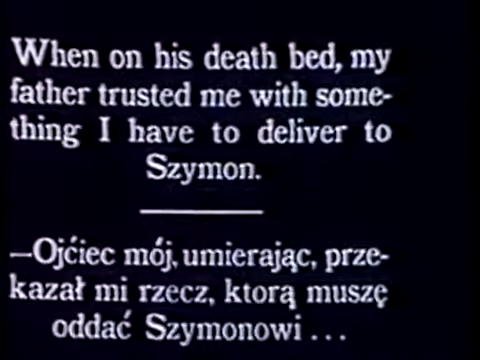 When on his death bed, my
father trusted me with some-
thing I have to deliver to
Szymon.
—Ojćiec mój, umierając, prze-
kazał mi rzecz, ktorą muszę
oddać Szymonowi ...